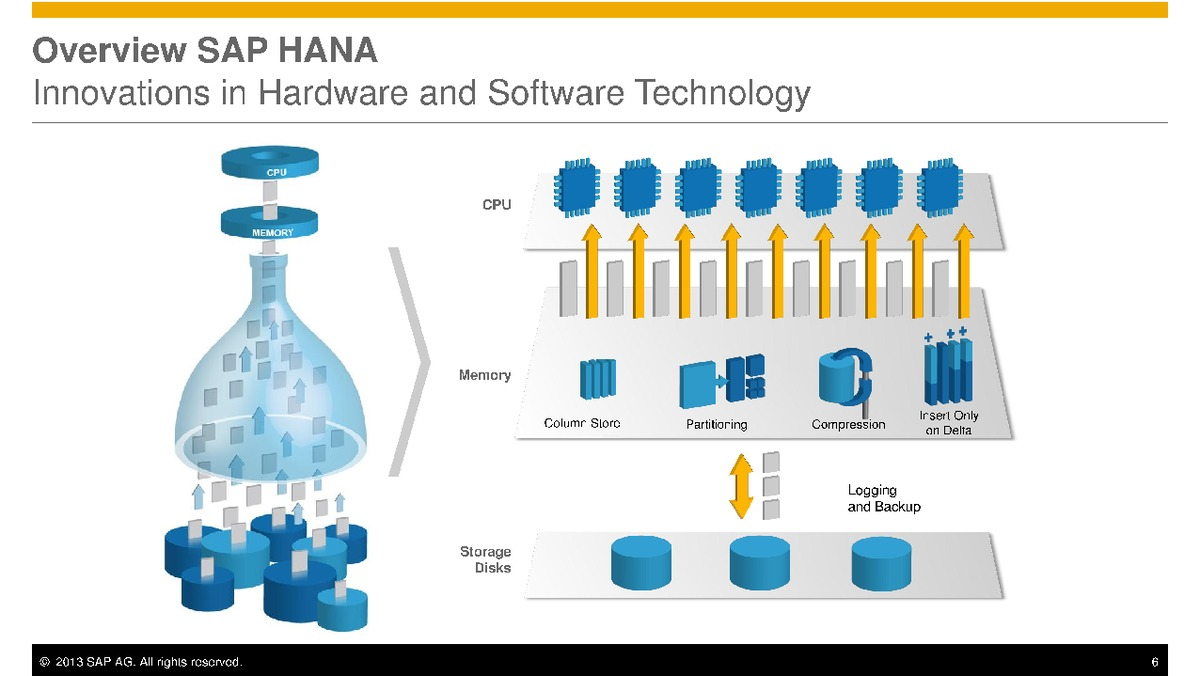 Overview SAP HANA
Innovations in Hardware and Software Technology
CPU
MEMORY
CPU
Memory
Column Store
Partitioning
Compression
Insert Only
on Delta
Logging
and Backup
Storage
Disks
© 2013 SAP AG. All rights reserved.
6